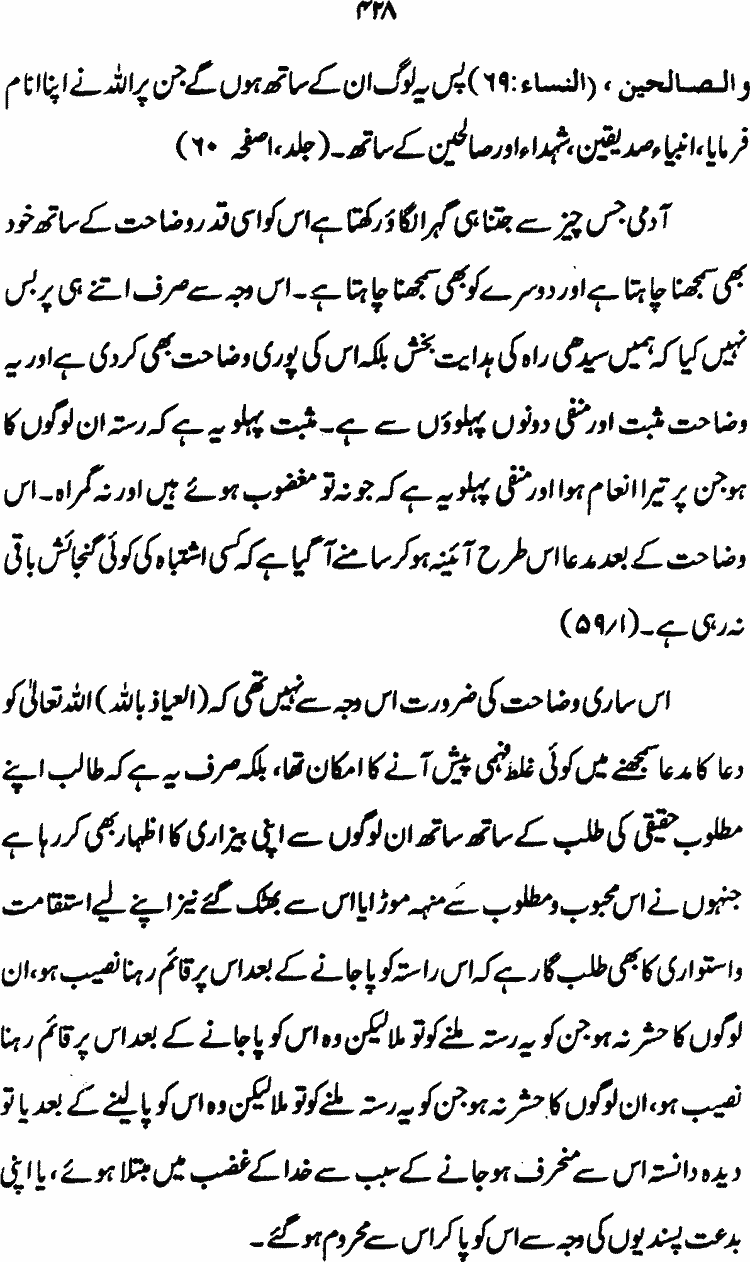 ۴۲۸
والصالحین، (النساء:۶۹) پس یہ لوگ ان کے ساتھ ہوں گے جن پر اللہ نے اپنا انام
فرمایا، انبیاء صدیقین، شہداء اور صالحین کے ساتھ۔ (جلد،۱صفحہ ۶۰)
آدمی جس چیز سے جتنا ہی گہرا لگاؤ رکھتا ہے اس کو اسی قدر وضاحت کے ساتھ خود
بھی سمجھنا چاہتا ہے اور دوسرے کو بھی سمجھنا چاہتا ہے۔ اس وجہ سے صرف اتنے ہی پر بس
نہیں کیا کہ ہمیں سیدھی راہ کی ہدایت بخش بلکہ اس کی پوری وضاحت بھی کر دی ہے اور یہ
وضاحت مثبت اور منفی دونوں پہلوؤں سے ہے۔ مثبت پہلو یہ ہے کہ رستہ ان لوگوں کا
ہو جن پر تیرا انعام ہوا اور منفی پہلو یہ ہے کہ جو نہ تو مغضوب ہوئے ہیں اور نہ گمراہ۔ اس
وضاحت کے بعد مدعا اس طرح آئینہ ہو کر سامنے آ گیا ہے کہ کسی اشتباہ کی کوئی گنجائش باقی
نہ رہی ہے۔ (۵۹/۱)
اس ساری وضاحت کی ضرورت اس وجہ سے نہیں تھی کہ (العیاذ باللہ) اللہ تعالیٰ کو
دعا کا مدعا سمجھنے میں کوئی غلط فہمی پیش آنے کا امکان تھا، بلکہ صرف یہ ہے کہ طالب اپنے
مطلوب حقیقی کی طلب کے ساتھ ساتھ ان لوگوں سے اپنی بیزاری کا اظہار بھی کر رہا ہے
جنہوں نے اس محبوب و مطلوب سے منہہ موڑا یا اس سے بھٹک گئے نیز اپنے لیے استقامت
و استواری کا بھی طلب گار ہے کہ اس راستہ کو پا جانے کے بعد اس پر قائم رہنا نصیب ہو، ان
لوگوں کا حشر نہ ہو جن کو یہ رستہ ملنے کو تو ملا لیکن وہ اس کو پا جانے کے بعد اس پر قائم رہنا
نصیب ہو، ان لوگوں کا حشر نہ ہو جن کو یہ رستہ ملنے کو تو ملا لیکن وہ اس کو پا لینے کے بعد یا تو
دیدہ دانستہ اس سے منحرف ہو جانے کے سبب سے خدا کے غضب میں مبتلا ہوئے، یا اپنی
بدعت پسندیوں کی وجہ سے اس کو پا کر اس سے محروم ہو گئے۔